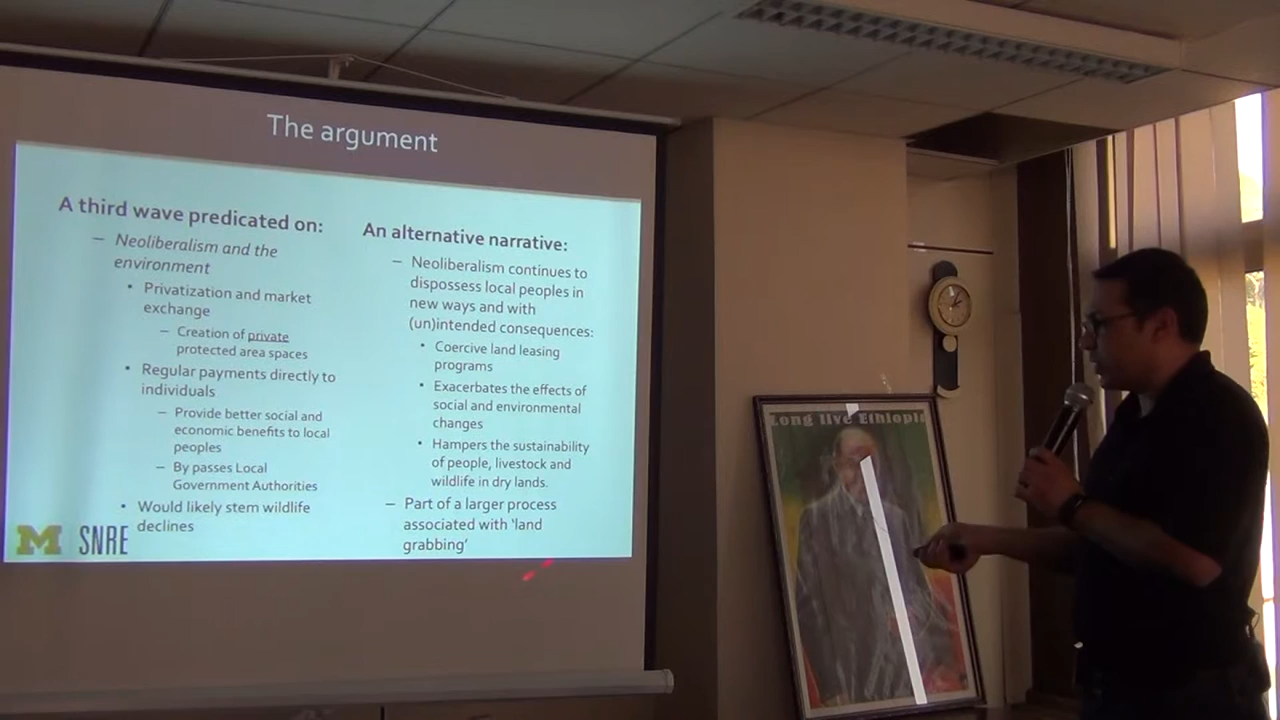 The argument
A third wave predicated on:
– Neoliberalism and the
environment
• Privatization and market
exchange
– Creation of private
protected area spaces
• Regular payments directly to
individuals
– Provide better social and
economic benefits to local
peoples
– By passes Local
Government Authorities
• Would likely stem wildlife
declines
An alternative narrative:
– Neoliberalism continues to
dispossess local peoples in
new ways and with
(un)intended consequences:
• Coercive land leasing
programs
• Exacerbates the effects of
social and environmental
changes
• Hampers the sustainability
of people, livestock and
wildlife in dry lands.
– Part of a larger process
associated with 'land
grabbing'
M SNRE
Long live Ethiopia